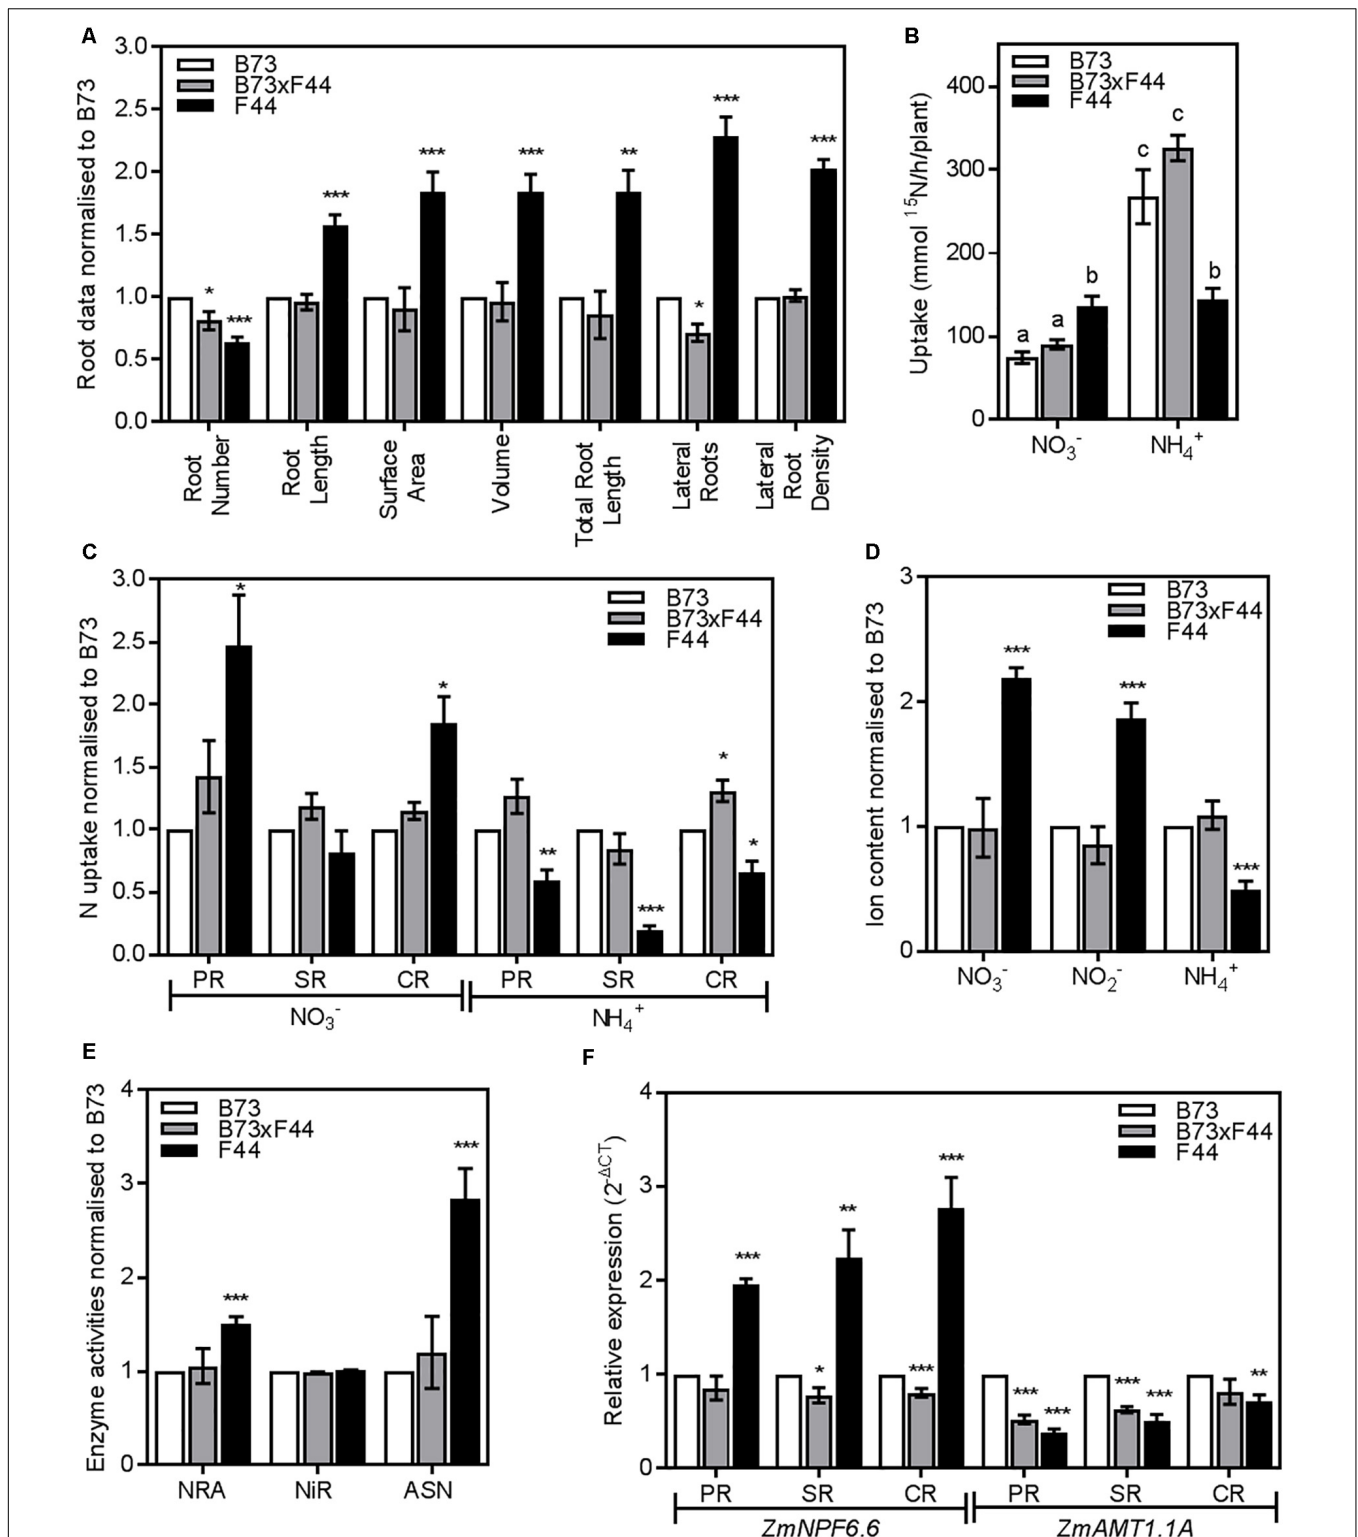 A
Root data normalised to B73
3.0
2.5
2.0
1.5
1.0
0.5
0.0
B73
B73xF44
F44
*
***
***
***
***
**
*
***
***
Root Number
Root Length
Surface Area
Volume
Total Root Length
Lateral Roots
Lateral Root Density
B
Uptake (mmol ¹⁵N/h/plant)
400
300
200
100
0
B73
B73xF44
F44
a
a
b
c
c
b
NO₃⁻
NH₄⁺
C
N uptake normalised to B73
3.0
2.5
2.0
1.5
1.0
0.5
0.0
B73
B73xF44
F44
*
*
**
***
*
*
PR SR CR PR SR CR
NO₃⁻ NH₄⁺
D
Ion content normalised to B73
3
2
1
0
B73
B73xF44
F44
***
***
***
NO₃⁻ NO₂⁻ NH₄⁺
E
Enzyme activities normalised to B73
4
3
2
1
0
B73
B73xF44
F44
***
***
NRA NiR ASN
F
Relative expression (2⁻ΔCT)
4
3
2
1
0
B73
B73xF44
F44
***
*
**
***
***
***
***
***
***
**
PR SR CR PR SR CR
ZmNPF6.6 ZmAMT1.1A